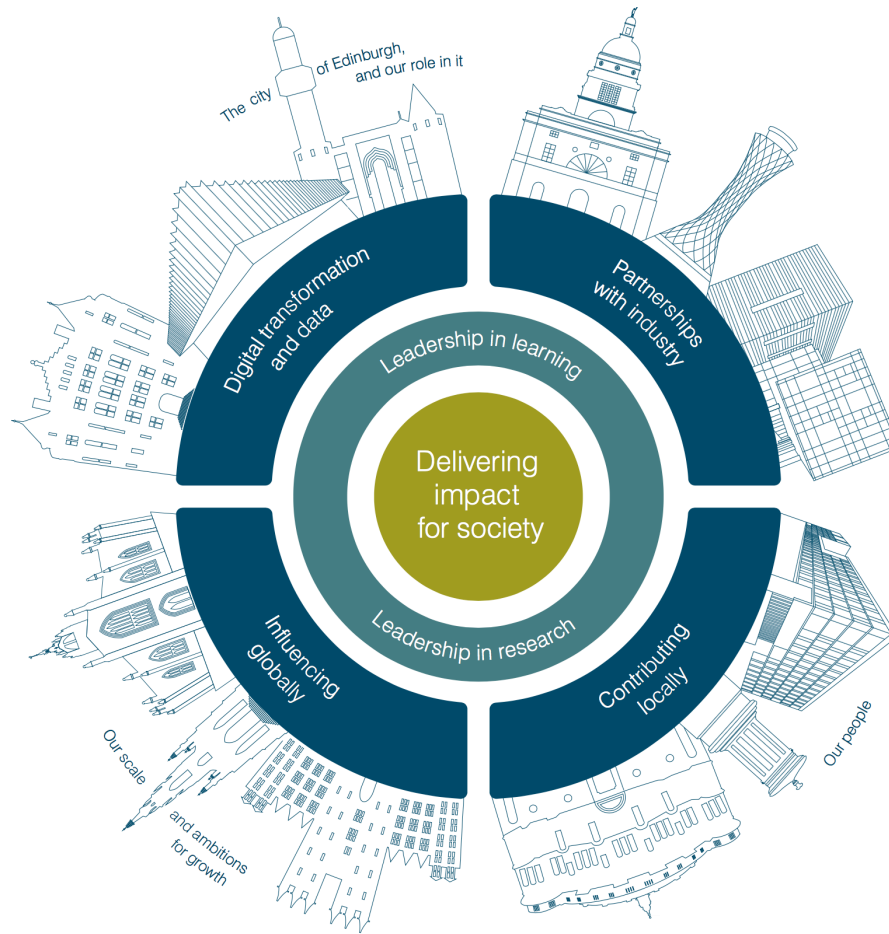 The city of Edinburgh,
and our role in it
Digital transformation
and data
Partnerships
with industry
Leadership in learning
Delivering
impact
for society
Leadership in research
Influencing
globally
Contributing
locally
Our scale
and ambitions
for growth
Our people